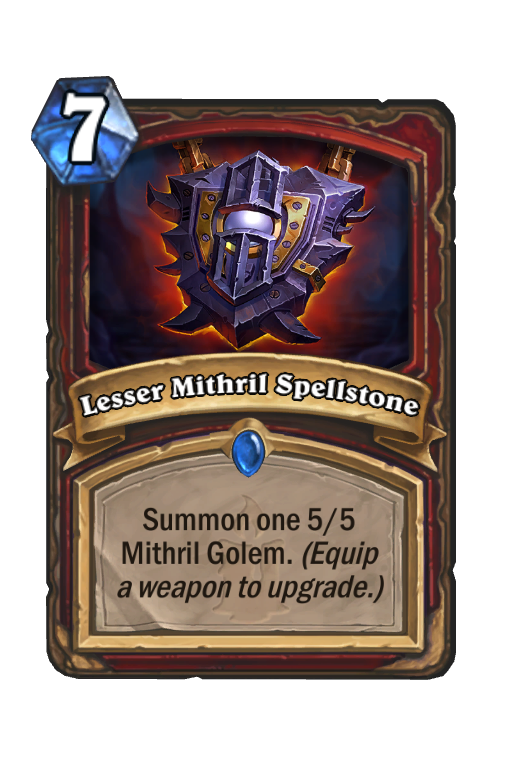 7
Lesser Mithril Spellstone
Summon one 5/5
Mithril Golem. (Equip
a weapon to upgrade.)